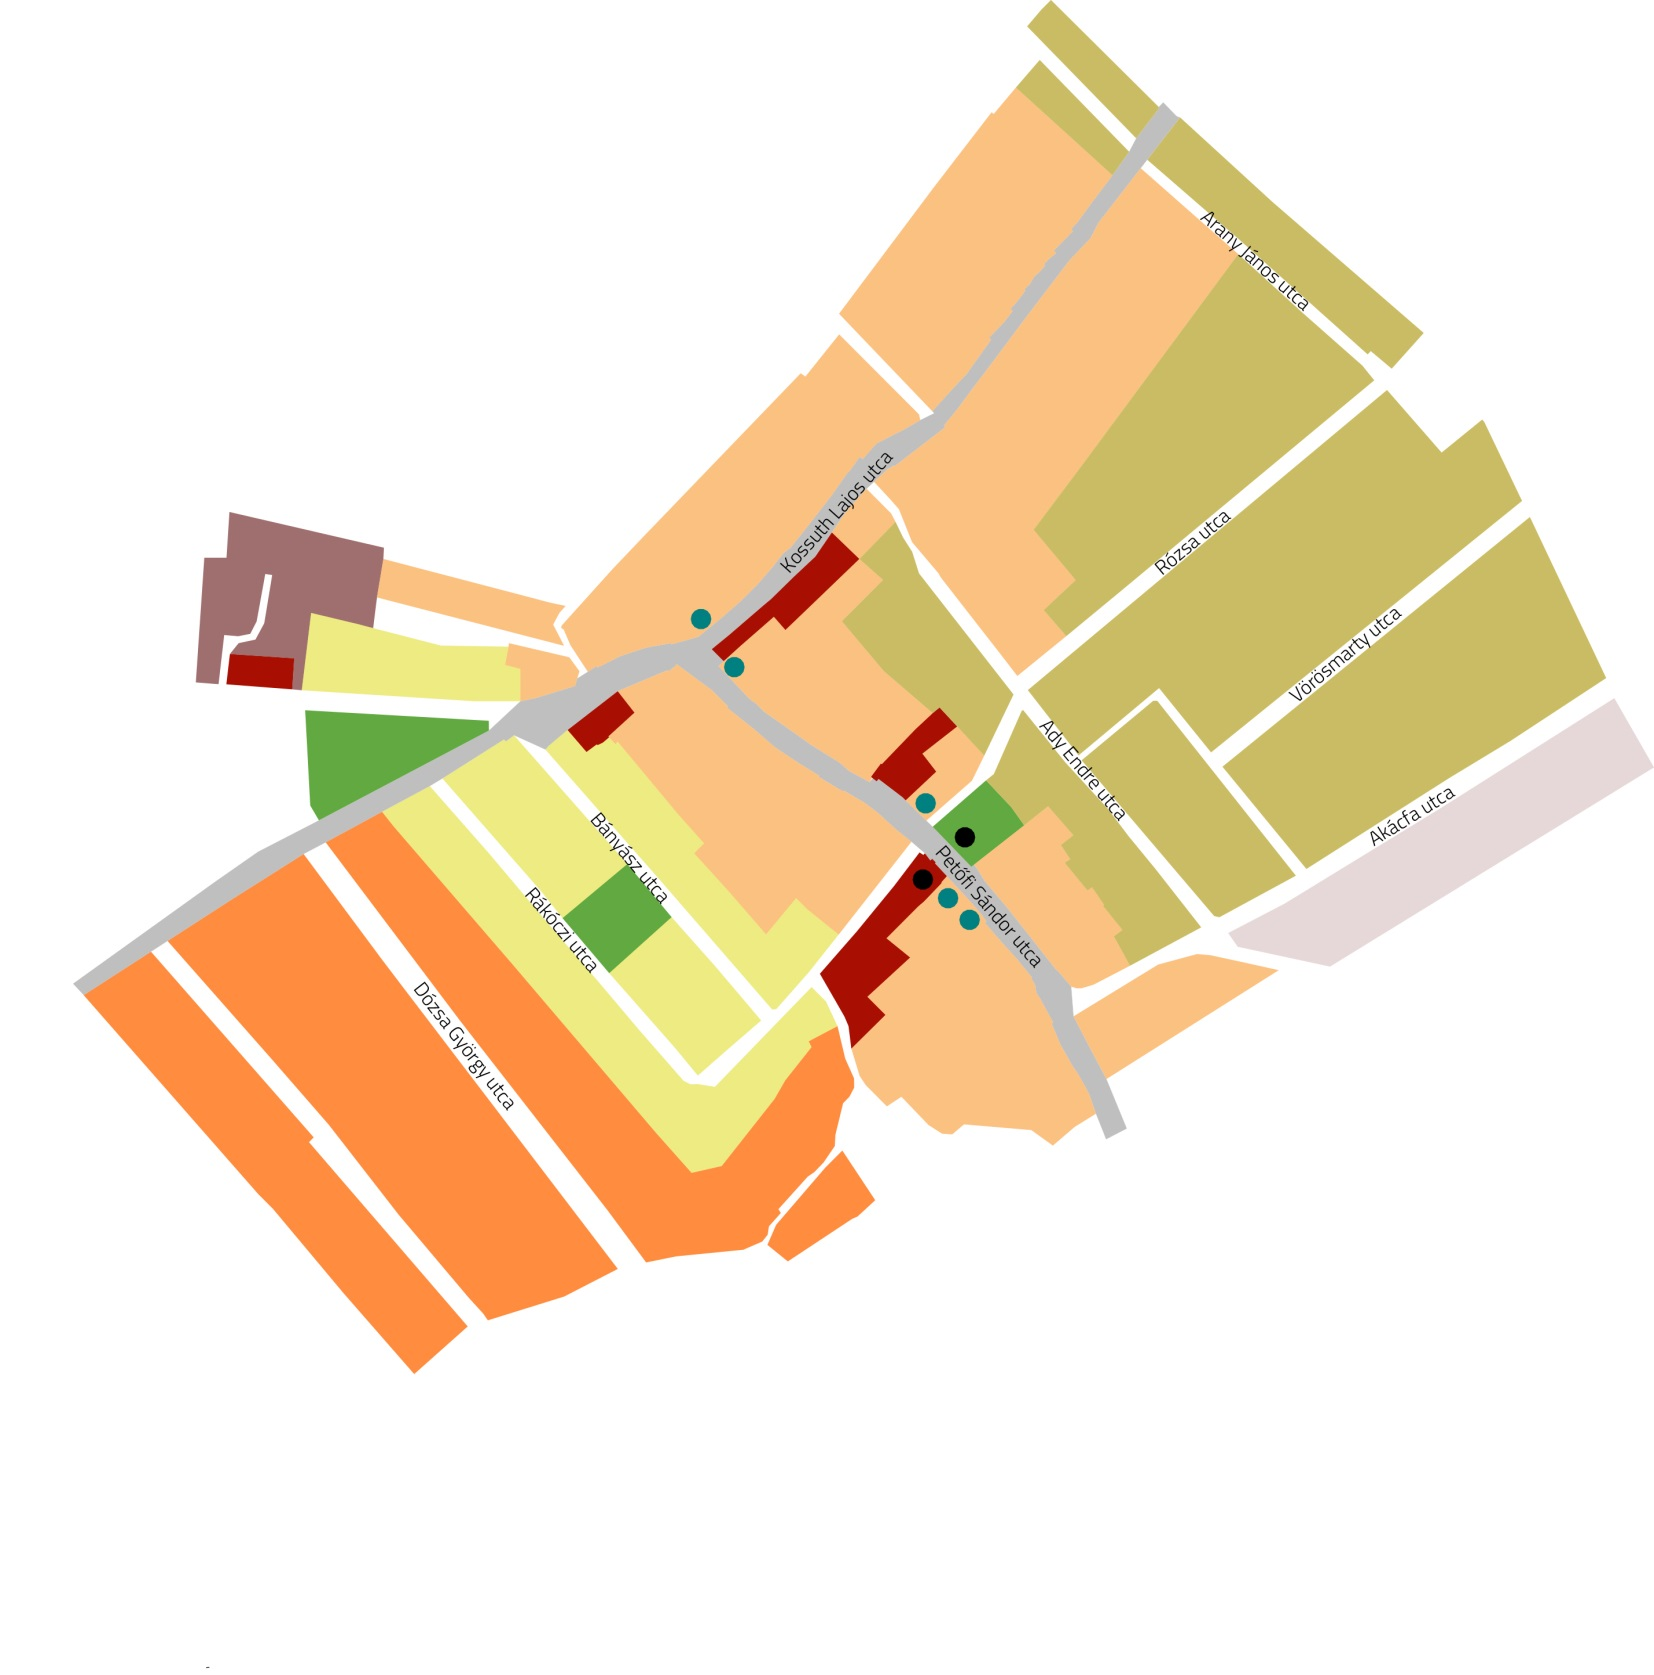 Arany János utca
Kossuth Lajos utca
Rózsa utca
Vörösmarty utca
Ady Endre utca
Akácfa utca
Bányász utca
Petőfi Sándor utca
Rákóczi utca
Dózsa György utca